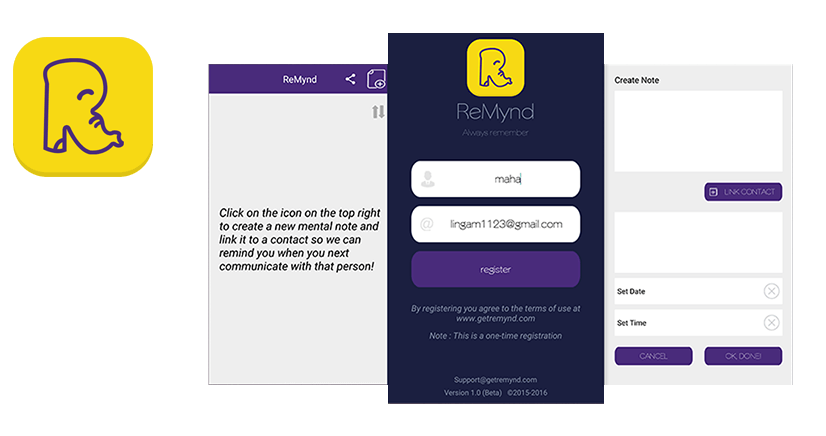 ReMynd
Click on the icon on the top right
to create a new mental note and
link it to a contact so we can
remind you when you next
communicate with that person!
ReMynd
Always remember
maha
@ lingam1123@gmail.com
register
By registering you agree to the terms of use at
www.getremynd.com
Note : This is a one-time registration
Support@getremynd.com
Version 1.0 (Beta) ©2015-2016
Create Note
LINK CONTACT
Set Date
Set Time
CANCEL
OK, DONE!